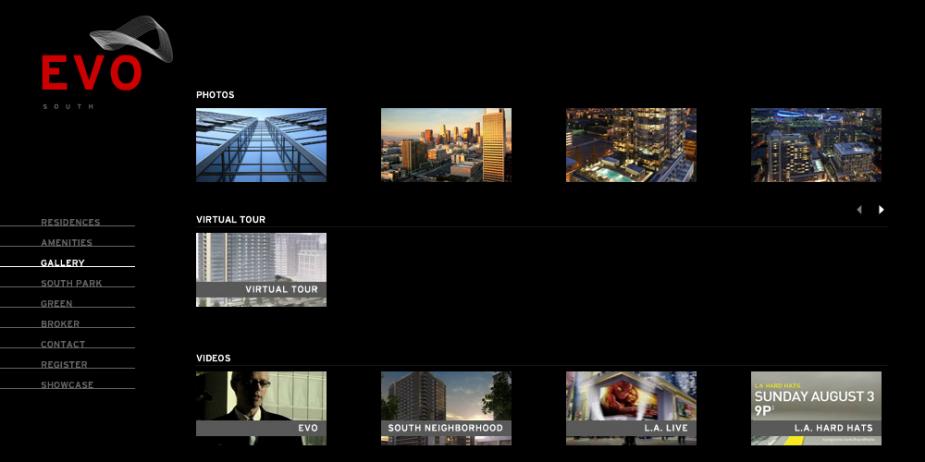 EVO
SOUTH
PHOTOS
RESIDENCES
AMENITIES
GALLERY
SOUTH PARK
GREEN
BROKER
CONTACT
REGISTER
SHOWCASE
VIRTUAL TOUR
VIRTUAL TOUR
VIDEOS
EVO
SOUTH NEIGHBORHOOD
L.A. LIVE
L.A. HARD HATS
SUNDAY AUGUST 3
9P
L.A. HARD HATS